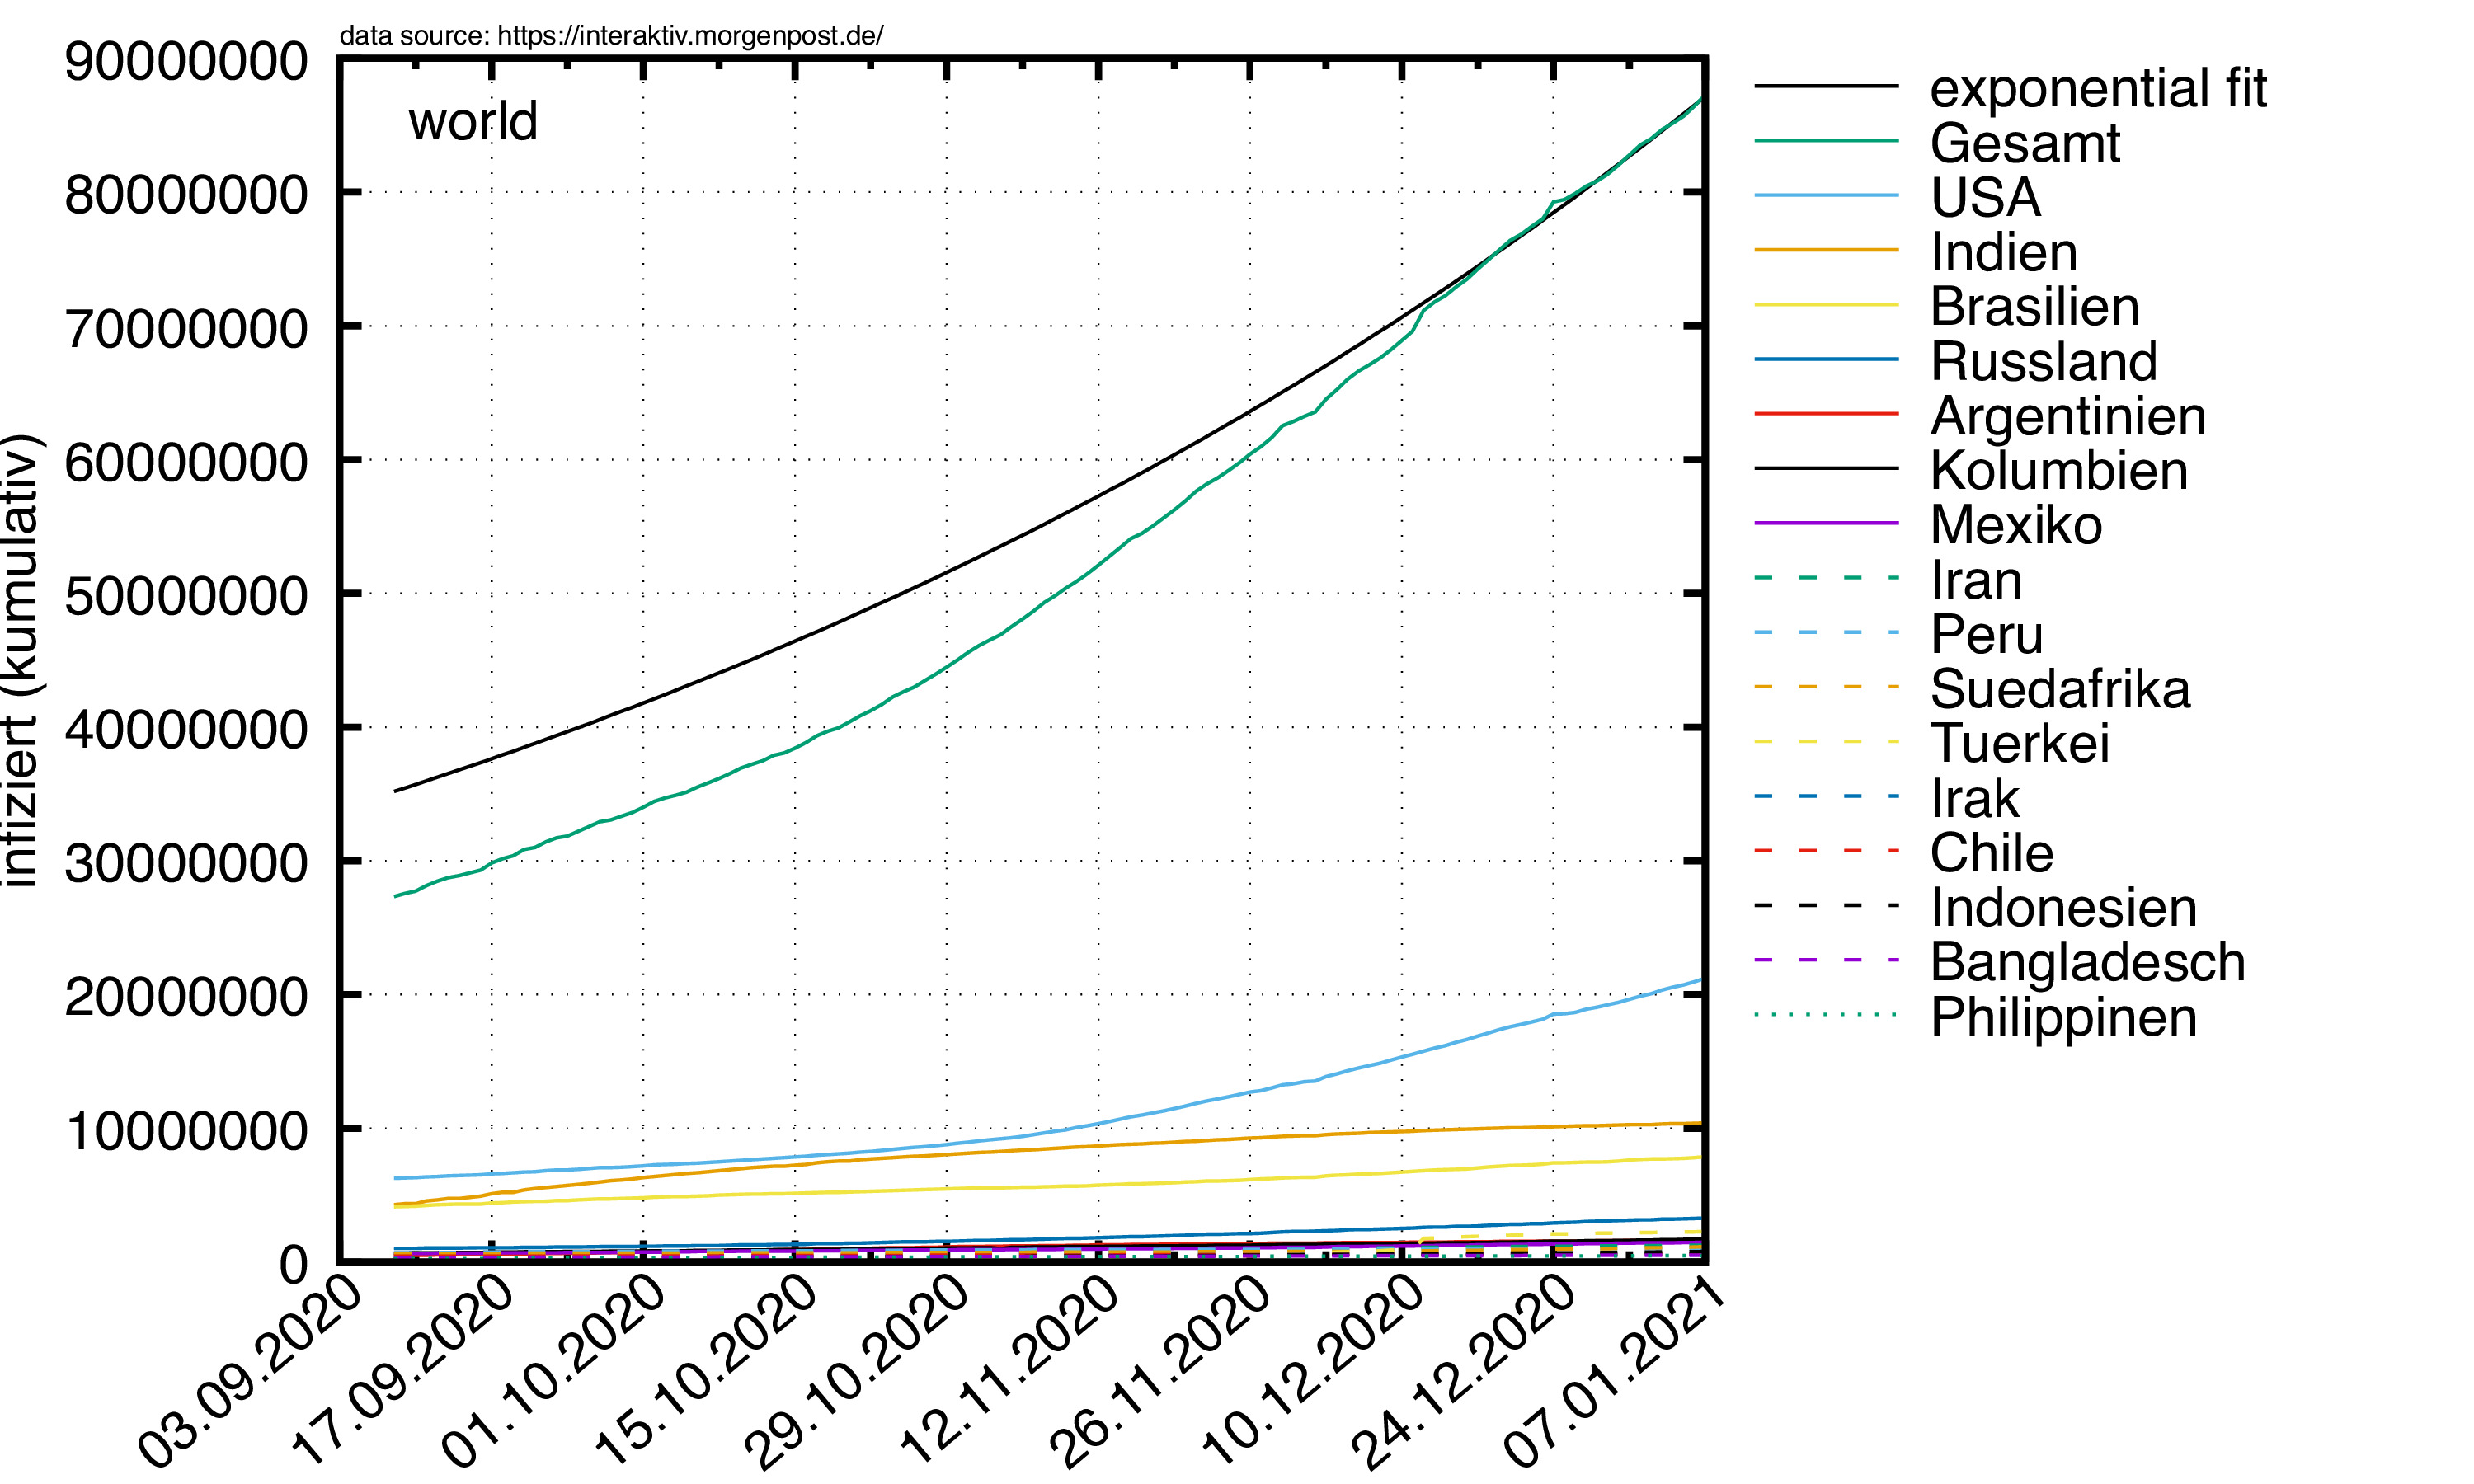 data source: https://interaktiv.morgenpost.de/
world
infiziert (kumulativ)
90000000
80000000
70000000
60000000
50000000
40000000
30000000
20000000
10000000
0
03.09.2020
17.09.2020
01.10.2020
15.10.2020
29.10.2020
12.11.2020
26.11.2020
10.12.2020
24.12.2020
07.01.2021
exponential fit
Gesamt
USA
Indien
Brasilien
Russland
Argentinien
Kolumbien
Mexiko
Iran
Peru
Suedafrika
Tuerkei
Irak
Chile
Indonesien
Bangladesch
Philippinen